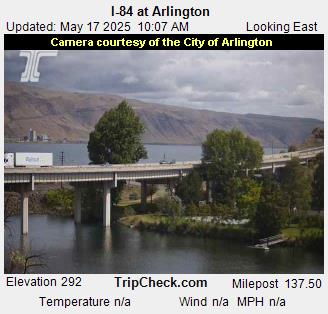 I-84 at Arlington
Updated: May 17 2025 10:07 AM Looking East
Camera courtesy of the City of Arlington
Elevation 292 TripCheck.com Milepost 137.50
Temperature n/a Wind n/a MPH n/a